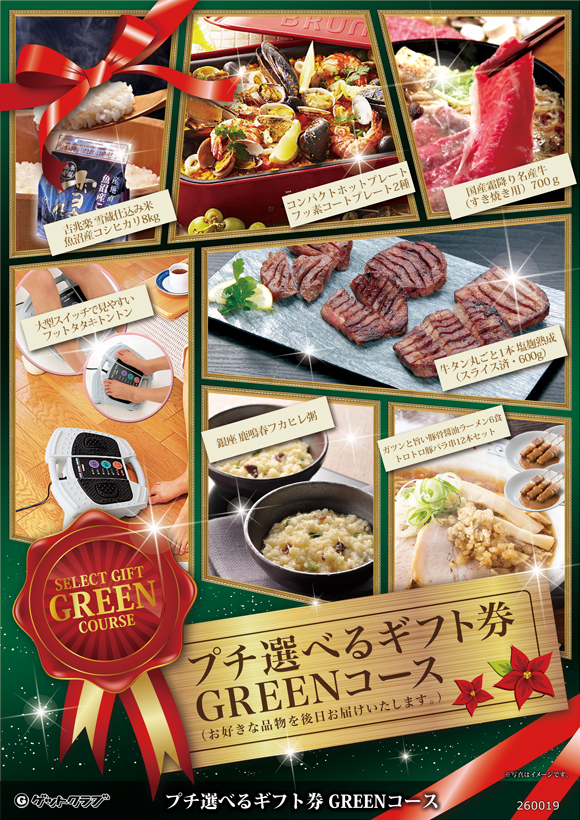 吉兆楽 雪蔵仕込み米
魚沼産コシヒカリ8kg
BRUN
コンパクトホットプレート
フッ素コートプレート2種
国産霜降り名産牛
（すき焼き用）700g
大型スイッチで見やすい
フットタタキトントン
牛タン丸ごと1本 塩麹熟成
（スライス済・600g）
銀座 鹿鳴春フカヒレ粥
ガツンと旨い豚骨醤油ラーメン6食
トロトロ豚バラ串12本セット
SELECT GIFT
GREEN
COURSE
プチ選べるギフト券
GREENコース
（お好きな品物を後日お届けいたします。）
※写真はイメージです。
G ゲットクラブ
プチ選べるギフト券 GREENコース
260019